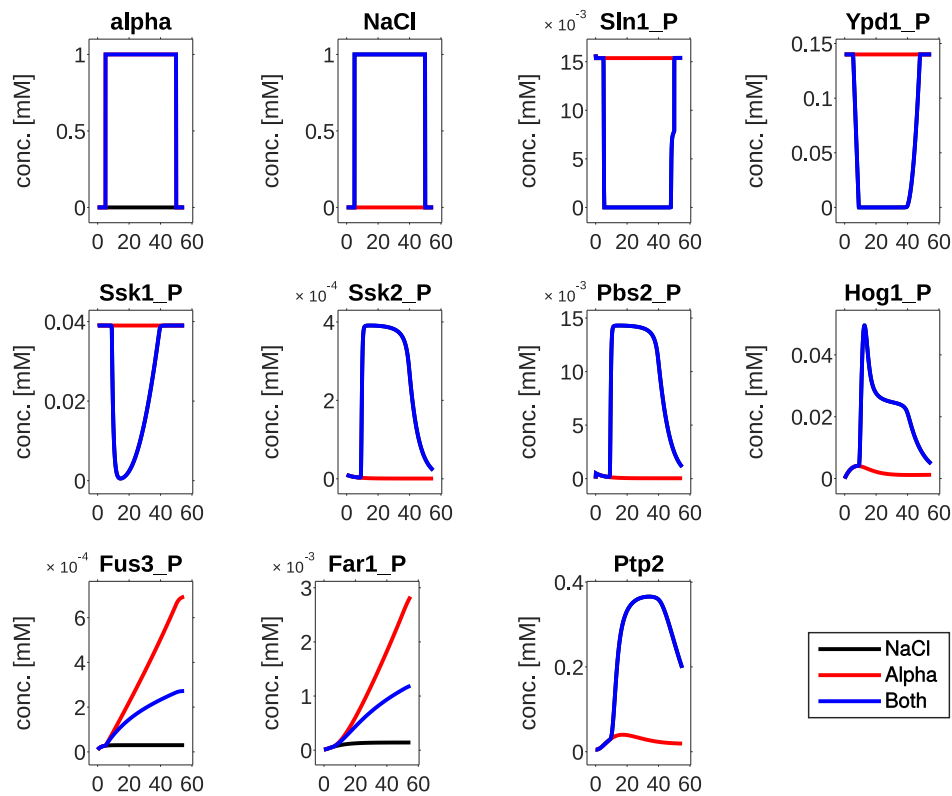 alpha
NaCl
Sln1_P
Ypd1_P
conc. [mM]
1
0.5
0
0 20 40 60
conc. [mM]
1
0.5
0
0 20 40 60
× 10-3
conc. [mM]
15
10
5
0
0 20 40 60
conc. [mM]
0.15
0.1
0.05
0
0 20 40 60
Ssk1_P
Ssk2_P
Pbs2_P
Hog1_P
conc. [mM]
0.04
0.02
0
0 20 40 60
× 10-4
conc. [mM]
4
2
0
0 20 40 60
× 10-3
conc. [mM]
15
10
5
0
0 20 40 60
conc. [mM]
0.04
0.02
0
0 20 40 60
Fus3_P
Far1_P
Ptp2
× 10-4
conc. [mM]
6
4
2
0
0 20 40 60
× 10-3
conc. [mM]
3
2
1
0
0 20 40 60
conc. [mM]
0.4
0.2
0
0 20 40 60
NaCl
Alpha
Both